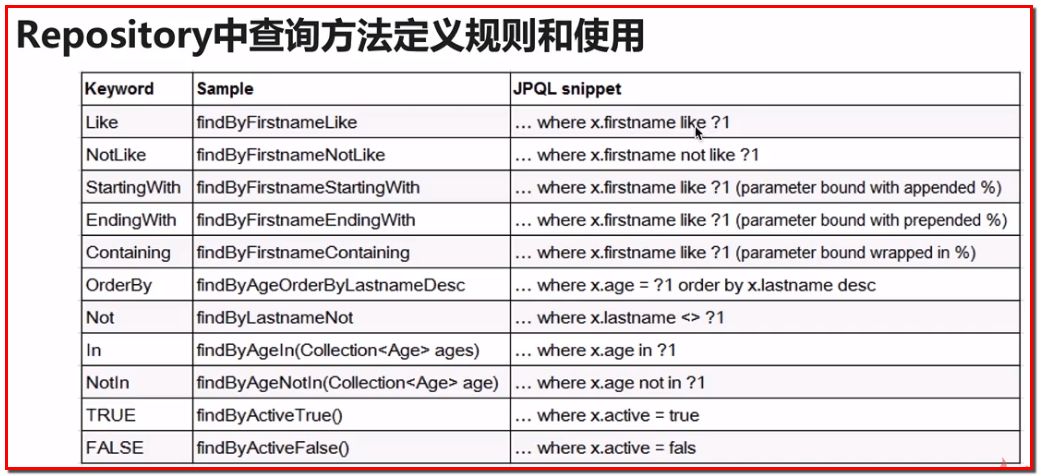 Repository中查询方法定义规则和使用
Keyword Sample JPQL snippet
Like findByFirstnameLike … where x.firstname like ?1
NotLike findByFirstnameNotLike … where x.firstname not like ?1
StartingWith findByFirstnameStartingWith … where x.firstname like ?1 (parameter bound with appended %)
EndingWith findByFirstnameEndingWith … where x.firstname like ?1 (parameter bound with prepended %)
Containing findByFirstnameContaining … where x.firstname like ?1 (parameter bound wrapped in %)
OrderBy findByAgeOrderByLastnameDesc … where x.age = ?1 order by x.lastname desc
Not findByLastnameNot … where x.lastname <> ?1
In findByAgeIn(Collection<Age> ages) … where x.age in ?1
NotIn findByAgeNotIn(Collection<Age> age) … where x.age not in ?1
TRUE findByActiveTrue() … where x.active = true
FALSE findByActiveFalse() … where x.active = fals